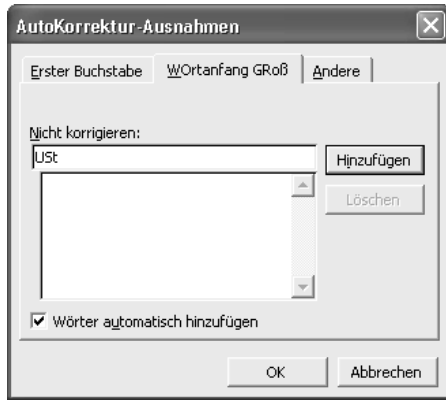 AutoKorrektur-Ausnahmen
Erster Buchstabe WOrtanfang GRoß Andere
Nicht korrigieren:
USt Hinzufügen
Löschen
Wörter automatisch hinzufügen
OK Abbrechen